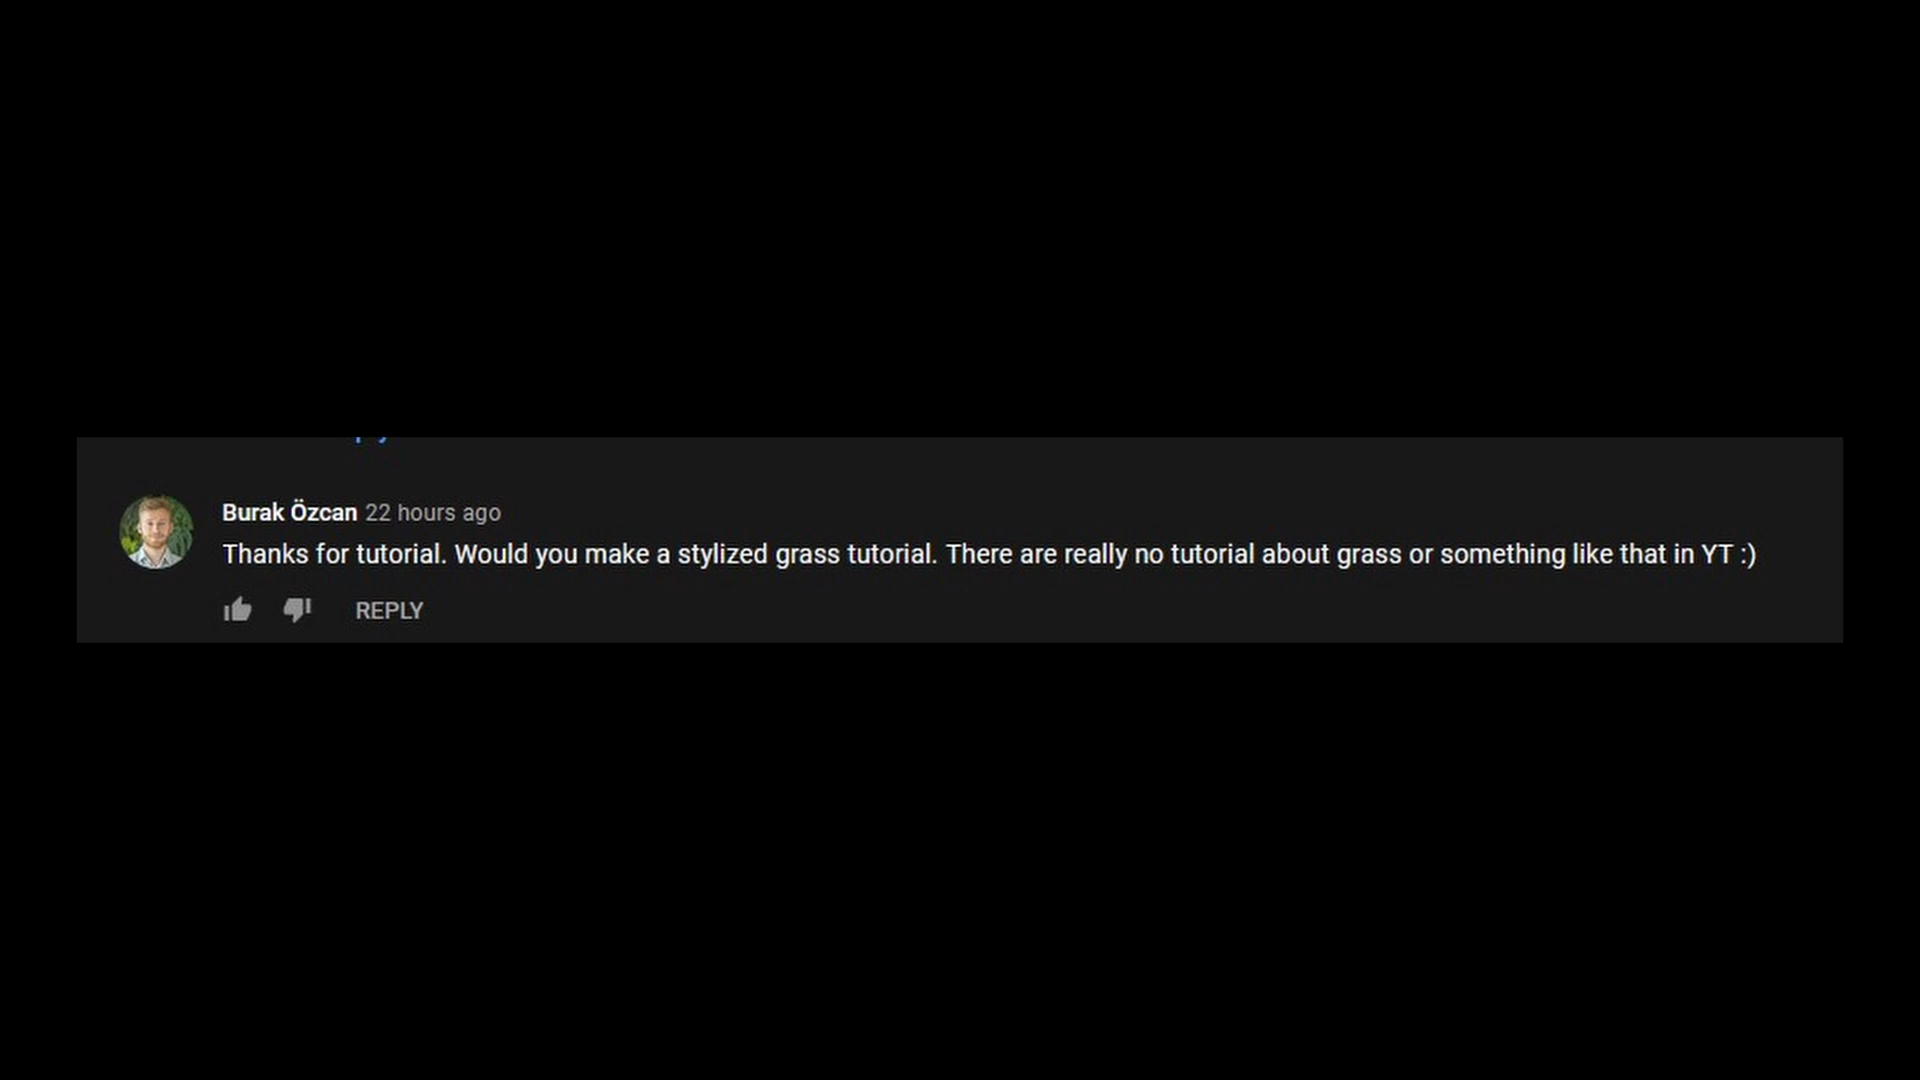 Burak Özcan 22 hours ago
Thanks for tutorial. Would you make a stylized grass tutorial. There are really no tutorial about grass or something like that in YT :)
REPLY